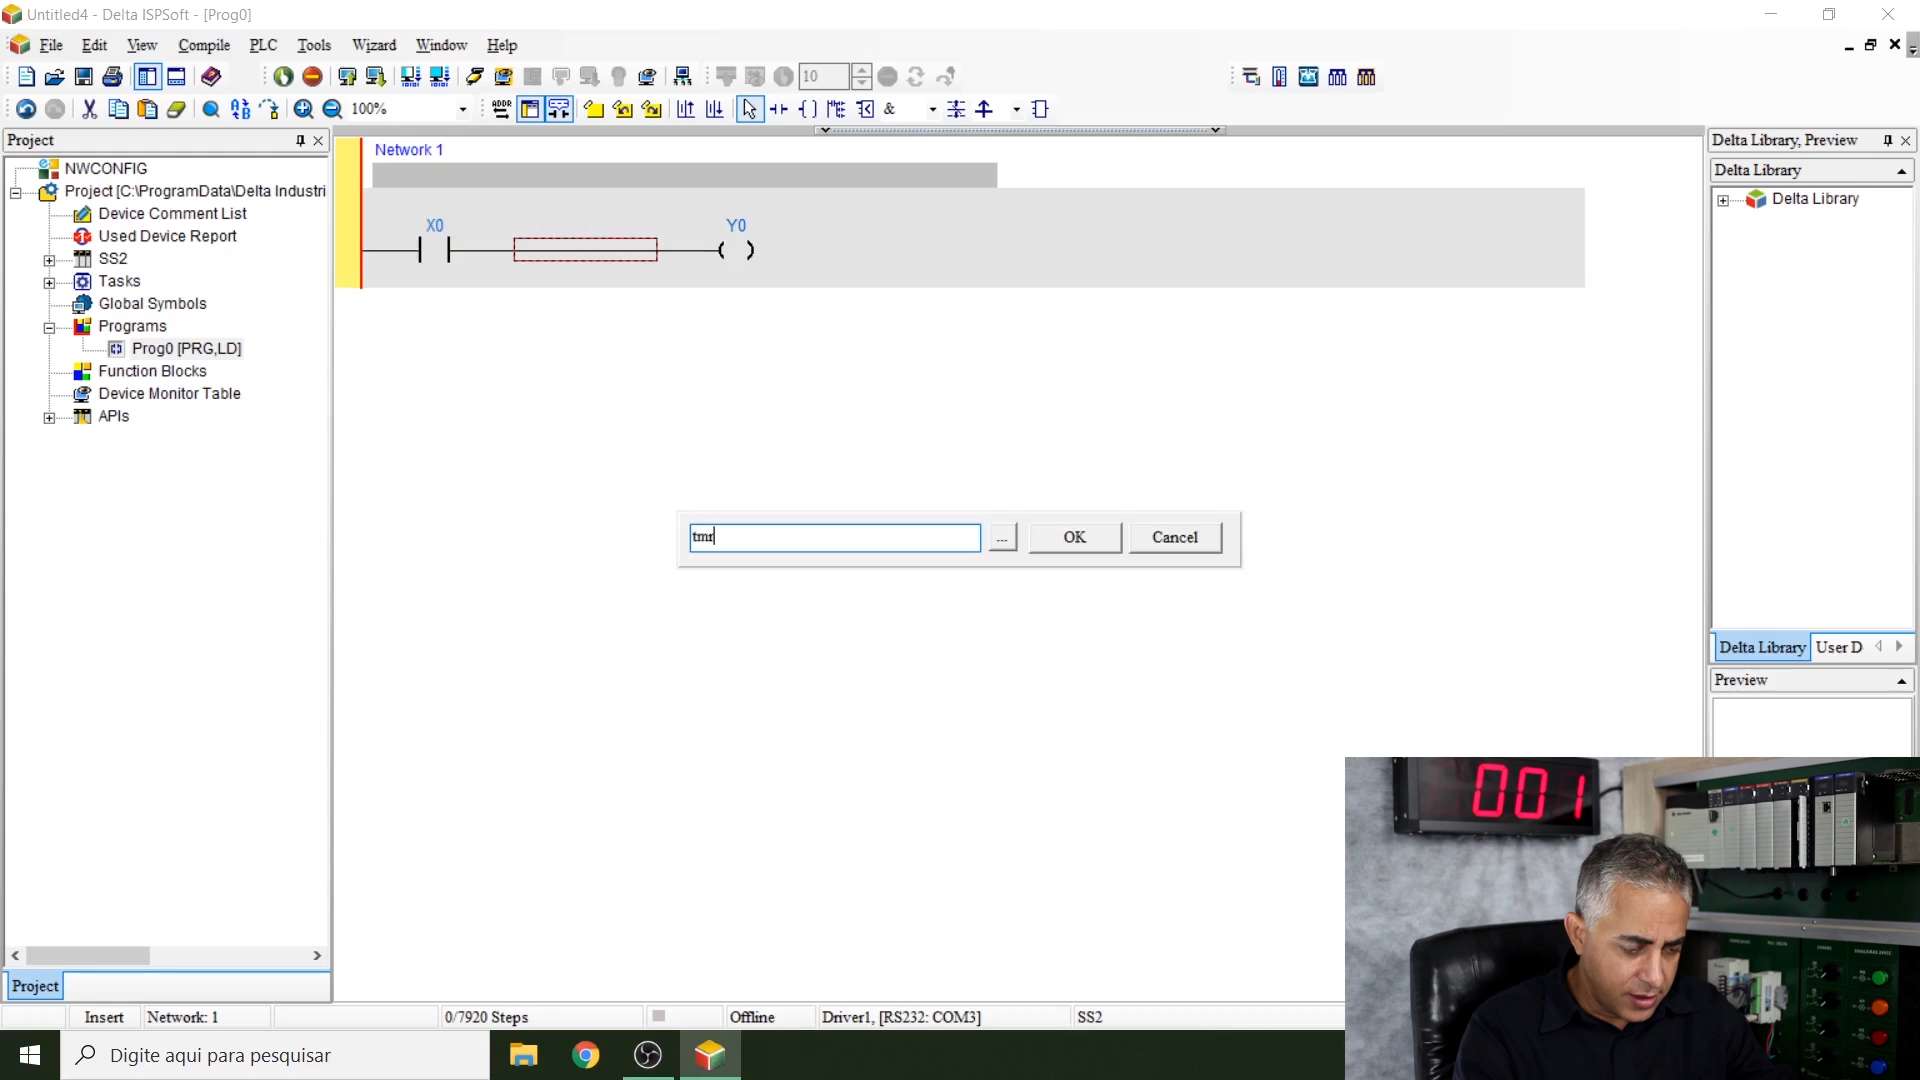 Untitled4 - Delta ISPSoft - [Prog0]
File Edit View Compile PLC Tools Wizard Window Help
10
100% ADDR &
Project
NWCONFIG
Project [C:\ProgramData\Delta Industri
Device Comment List
Used Device Report
SS2
Tasks
Global Symbols
Programs
Prog0 [PRG,LD]
Function Blocks
Device Monitor Table
APIs
Project
Network 1
X0 Y0
tmr ... OK Cancel
Delta Library, Preview
Delta Library
Delta Library
Delta Library User D
Preview
001
Insert Network: 1 0/7920 Steps Offline Driver1, [RS232: COM3] SS2
Digite aqui para pesquisar